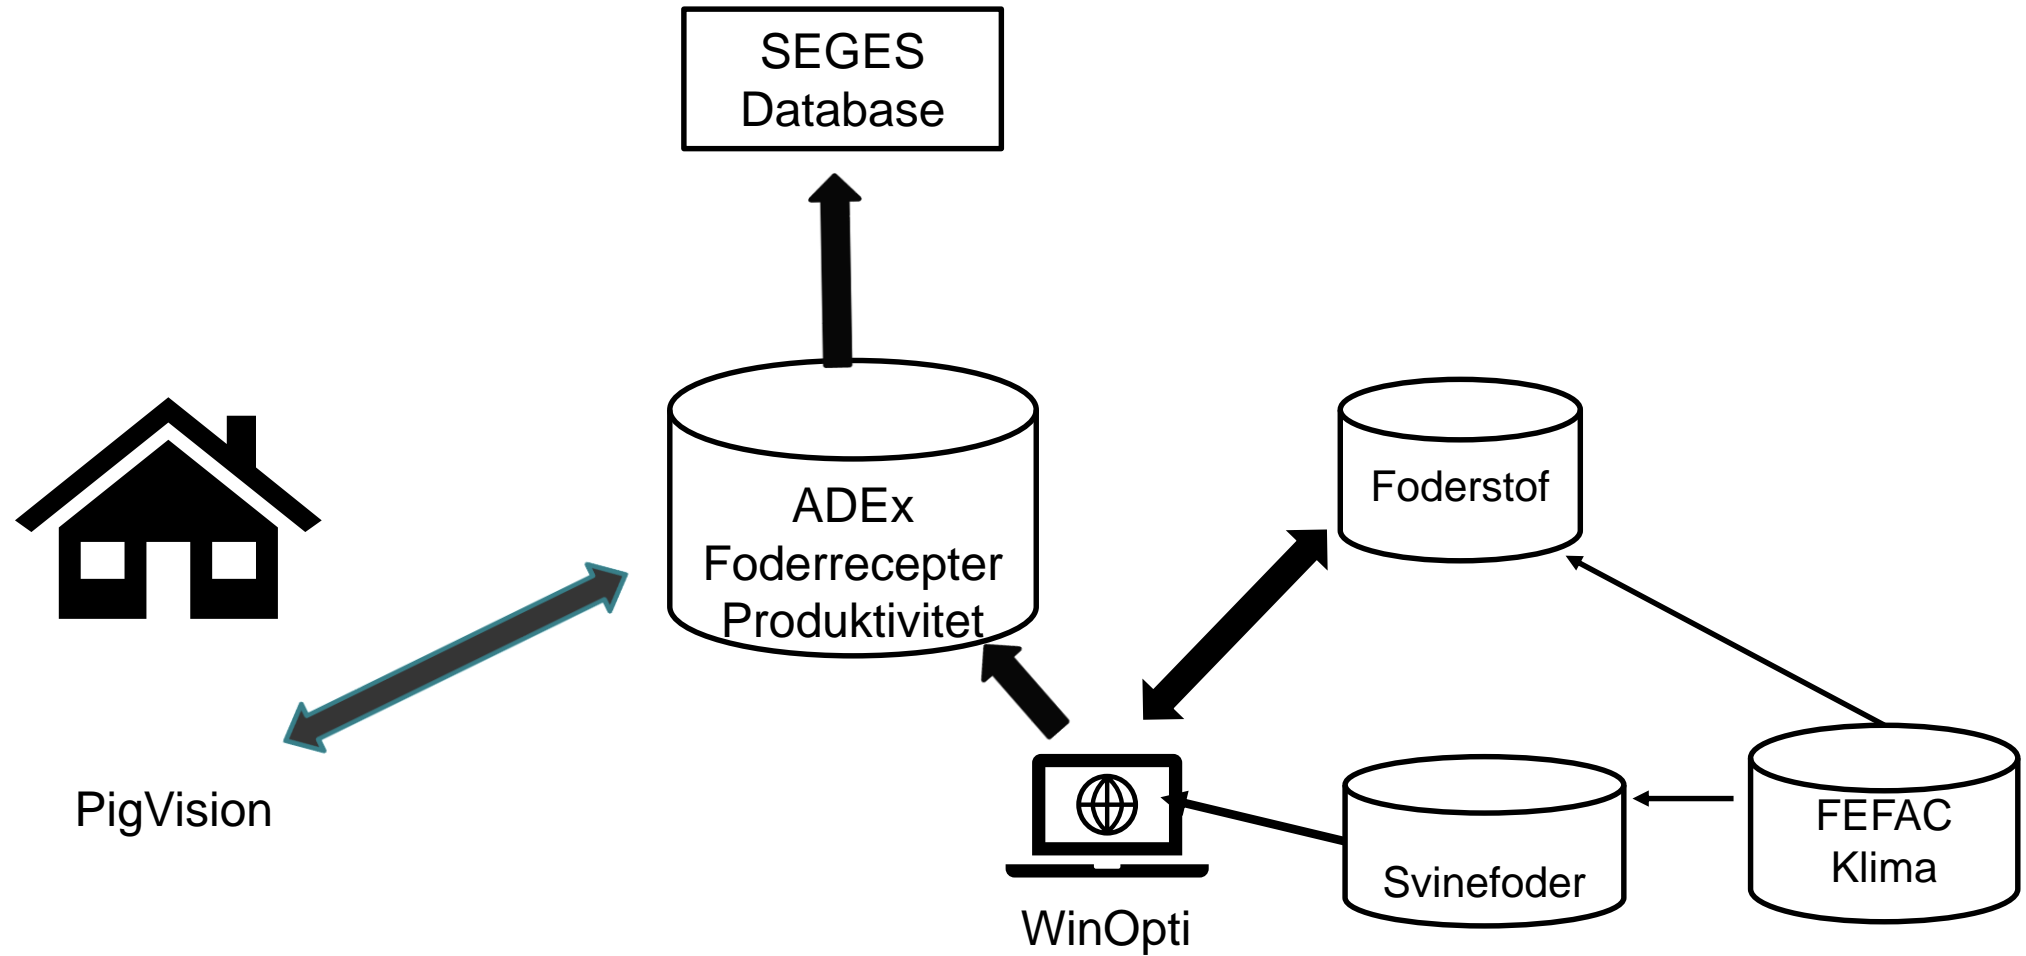 SEGES
Database
ADEx
Foderrecepter
Produktivitet
Foderstof
PigVision
WinOpti
Svinefoder
FEFAC
Klima